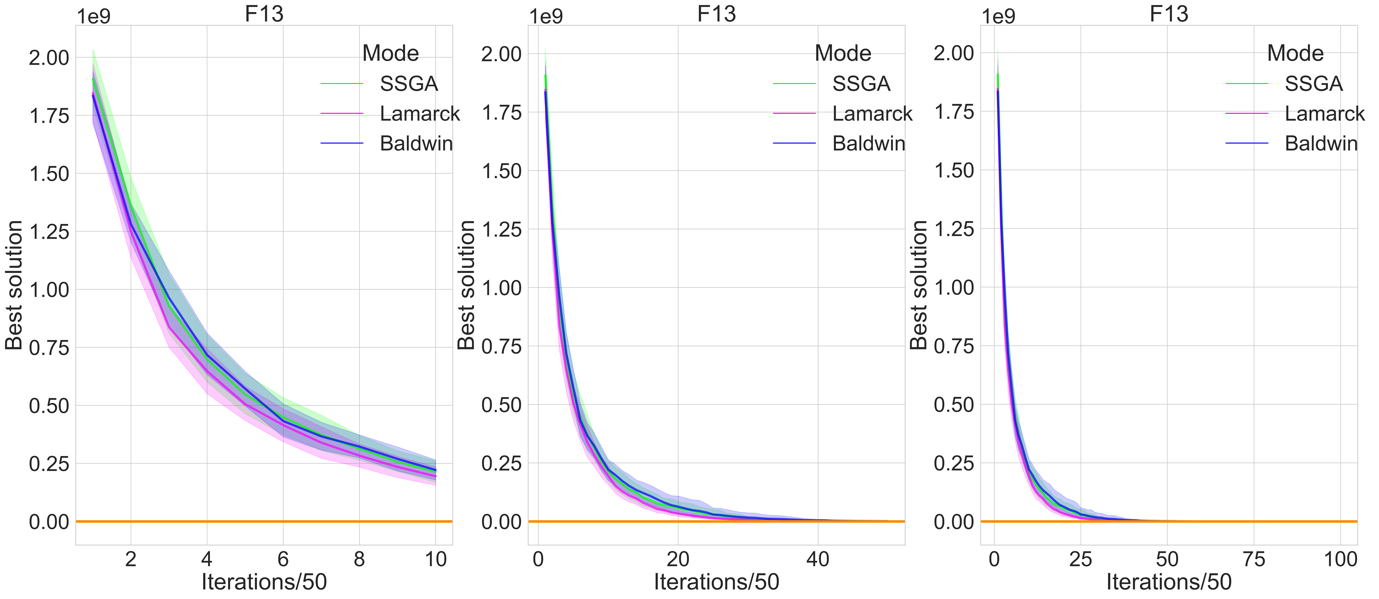 1e9
F13
Mode
SSGA
Lamarck
Baldwin
2.00
1.75
1.50
1.25
1.00
0.75
0.50
0.25
0.00
Best solution
2 4 6 8 10
Iterations/50
1e9
F13
Mode
SSGA
Lamarck
Baldwin
2.00
1.75
1.50
1.25
1.00
0.75
0.50
0.25
0.00
Best solution
0 20 40
Iterations/50
1e9
F13
Mode
SSGA
Lamarck
Baldwin
2.00
1.75
1.50
1.25
1.00
0.75
0.50
0.25
0.00
Best solution
0 25 50 75 100
Iterations/50